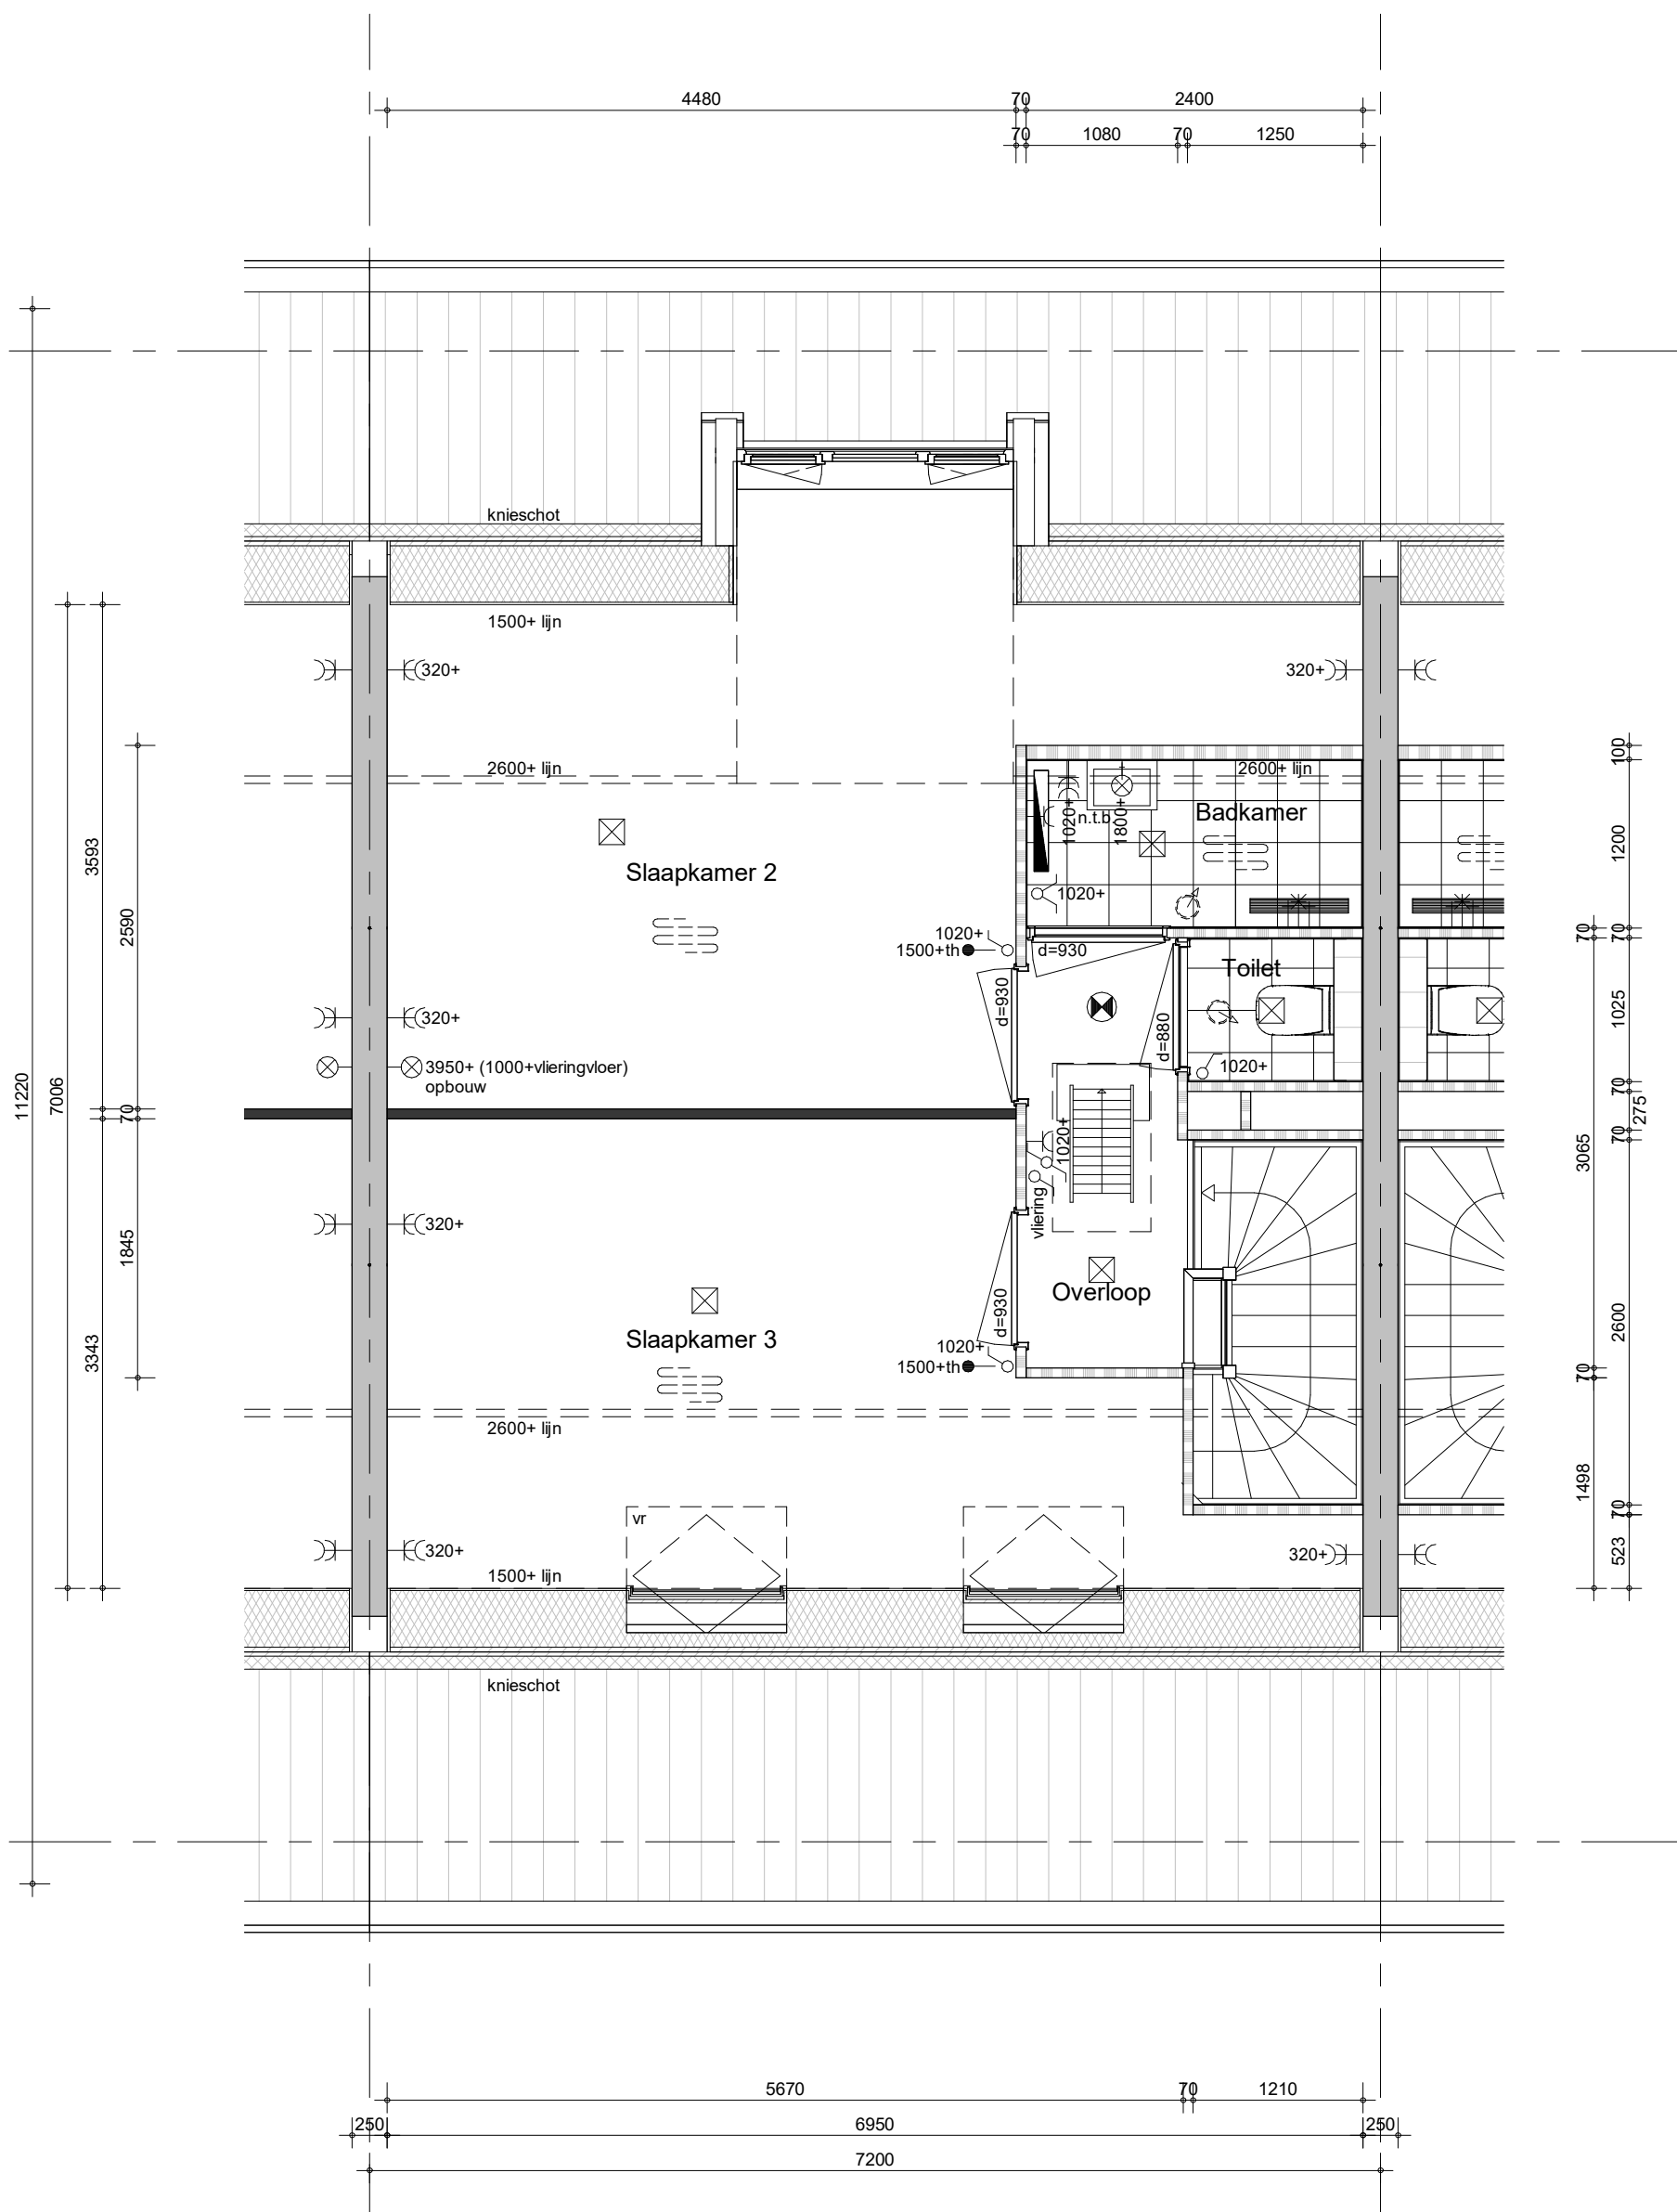 4480
70
2400
70
1080
70
1250
knieschot
1500+ lijn
320+
320+
2600+ lijn
2600+ lijn
Badkamer
n.t.b.
1020+
1800+
Slaapkamer 2
1020+
1020+
1500+th
d=930
d=930
Toilet
d=880
1020+
320+
3950+ (1000+vlieringvloer)
opbouw
1020+
vliering
320+
Overloop
d=930
Slaapkamer 3
1020+
1500+th
2600+ lijn
vr
320+
320+
1500+ lijn
knieschot
11220
7006
3593
70
3343
2590
1845
70
3065
70
1498
100
1200
70
1025
70
275
70
2600
70
523
5670
70
1210
250
6950
250
7200